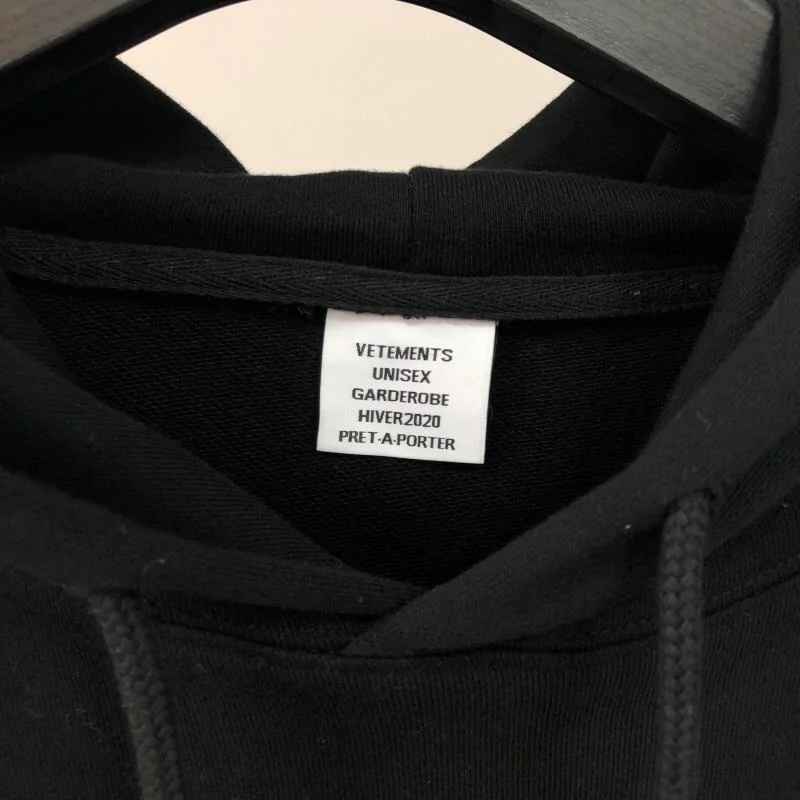 VETEMENTS
UNISEX
GARDEROBE
HIVER2020
PRET-A-PORTER